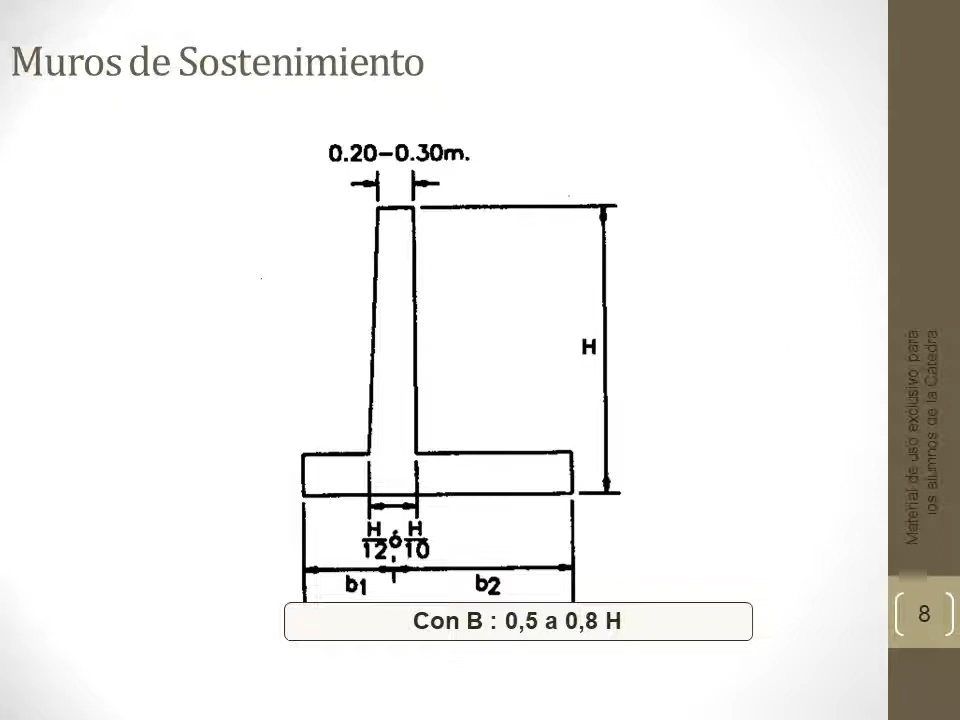 Muros de Sostenimiento
0.20-0.30m.
H
H/12 ó H/10
b1
b2
Con B : 0,5 a 0,8 H
Material de uso exclusivo para
los alumnos de la Cátedra
8